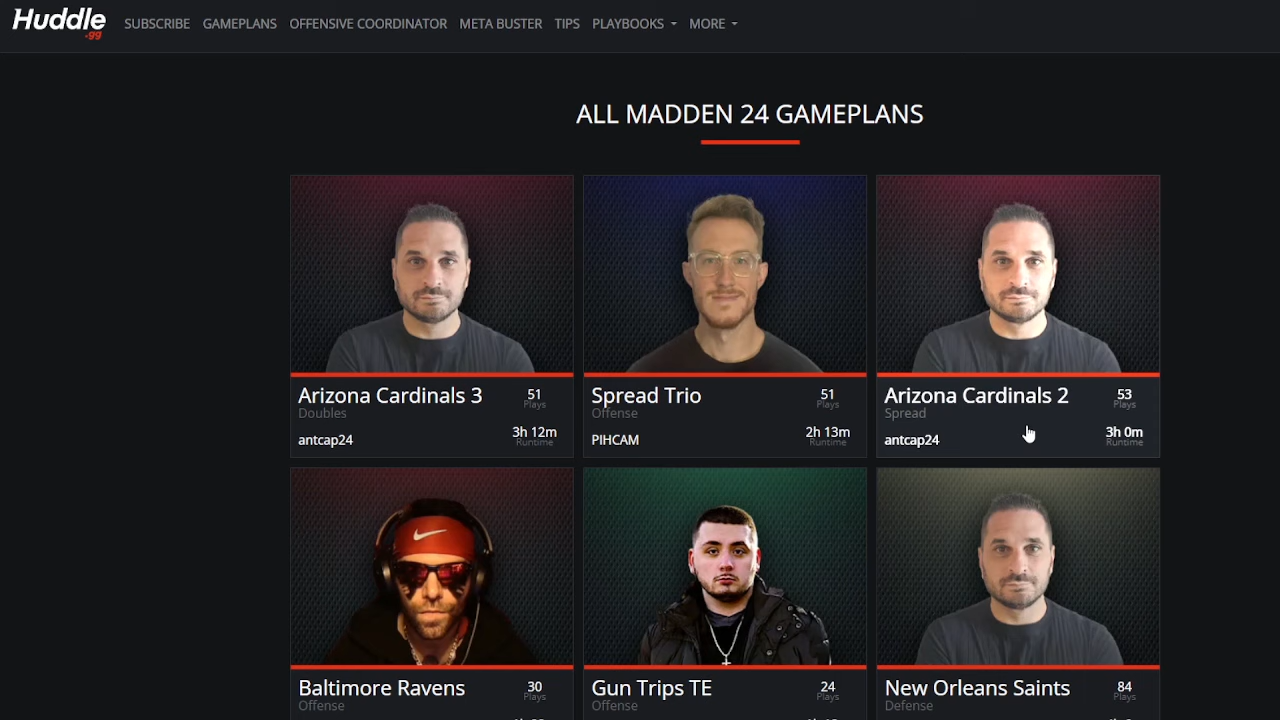 Huddle
.gg
SUBSCRIBE GAMEPLANS OFFENSIVE COORDINATOR META BUSTER TIPS PLAYBOOKS MORE
ALL MADDEN 24 GAMEPLANS
Arizona Cardinals 3 51
Doubles Plays
antcap24 3h 12m
Runtime
Spread Trio 51
Offense Plays
PIHCAM 2h 13m
Runtime
Arizona Cardinals 2 53
Spread Plays
antcap24 3h 0m
Runtime
Baltimore Ravens 30
Offense Plays
Gun Trips TE 24
Offense Plays
New Orleans Saints 84
Defense Plays